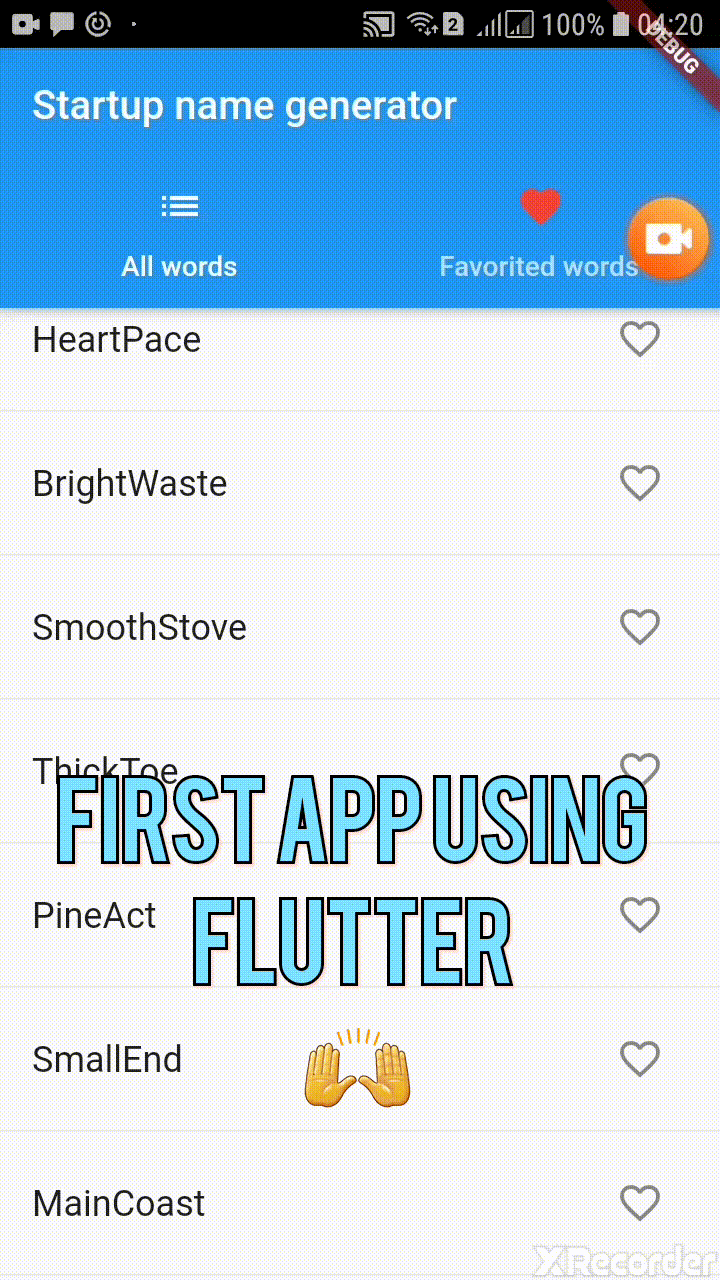 2 100% 04:20
DEBUG
Startup name generator
All words
Favorited words
HeartPace
BrightWaste
SmoothStove
ThickToe
FIRST APP USING
FLUTTER
PineAct
SmallEnd
MainCoast
XRecorder